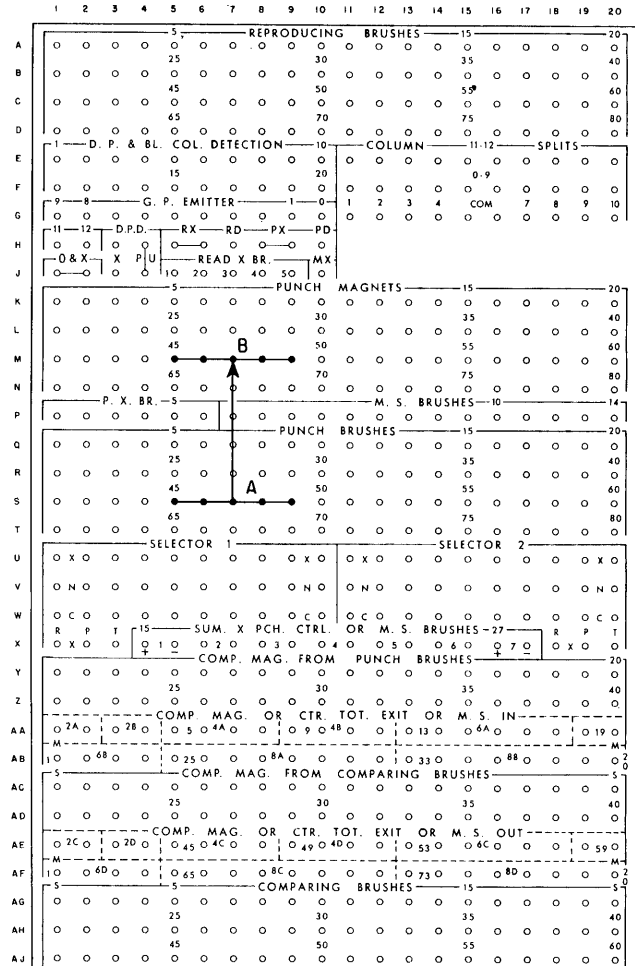 1 2 3 4 5 6 7 8 9 10 11 12 13 14 15 16 17 18 19 20
5 REPRODUCING BRUSHES 15 20
A
25 30 35 40
B
45 50 55 60
C
65 70 75 80
D
1 D. P. & BL. COL. DETECTION 10 COLUMN 11-12 SPLITS
E
15 20 0-9
F
9 8 G. P. EMITTER 1 0 1 2 3 4 COM 7 8 9 10
G
11 12 D.P.D. RX RD PX PD
H
O & X X P U READ X BR. MX
J 10 20 30 40 50
5 PUNCH MAGNETS 15 20
K
25 30 35 40
L
45 B 50 55 60
M
65 70 75 80
N
P. X. BR. 5 M. S. BRUSHES 10 14
P
5 PUNCH BRUSHES 15 20
Q
25 30 35 40
R
45 A 50 55 60
S
65 70 75 80
T
SELECTOR 1 SELECTOR 2
U X X X X
V N N N N
W C C C C
R P T 15 SUM. X PCH. CTRL. OR M. S. BRUSHES 27 R P T
X X + 1 - 2 3 4 5 6 + 7 - X
COMP. MAG. FROM PUNCH BRUSHES 20
Y
25 30 35 40
Z
COMP. MAG. OR CTR. TOT. EXIT OR M. S. IN
AA 2A 2B 5 4A 9 4B 13 6A 19
M M
AB 1 6B 25 8A 33 8B 20
S COMP. MAG. FROM COMPARING BRUSHES S
AC
25 30 35 40
AD
COMP. MAG. OR CTR. TOT. EXIT OR M. S. OUT
AE 2C 2D 45 4C 49 4D 53 6C 59
M M
AF 1 6D 65 8C 73 8D 20
S 5 COMPARING BRUSHES 15 S
AG
25 30 35 40
AH
45 50 55 60
AJ